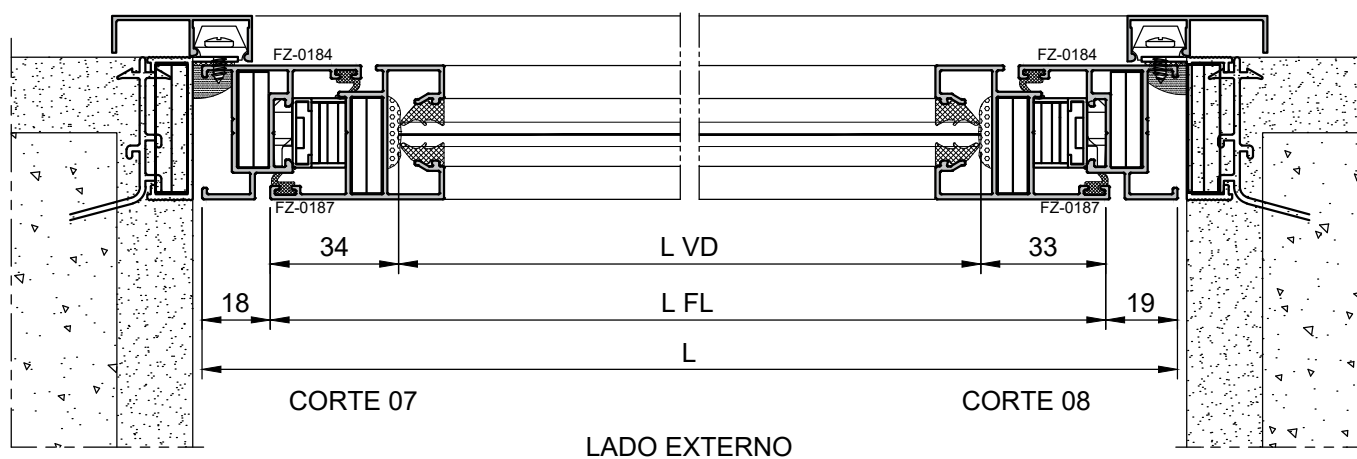 FZ-0184
FZ-0184
FZ-0187
FZ-0187
34
L VD
33
18
L FL
19
L
CORTE 07
CORTE 08
LADO EXTERNO